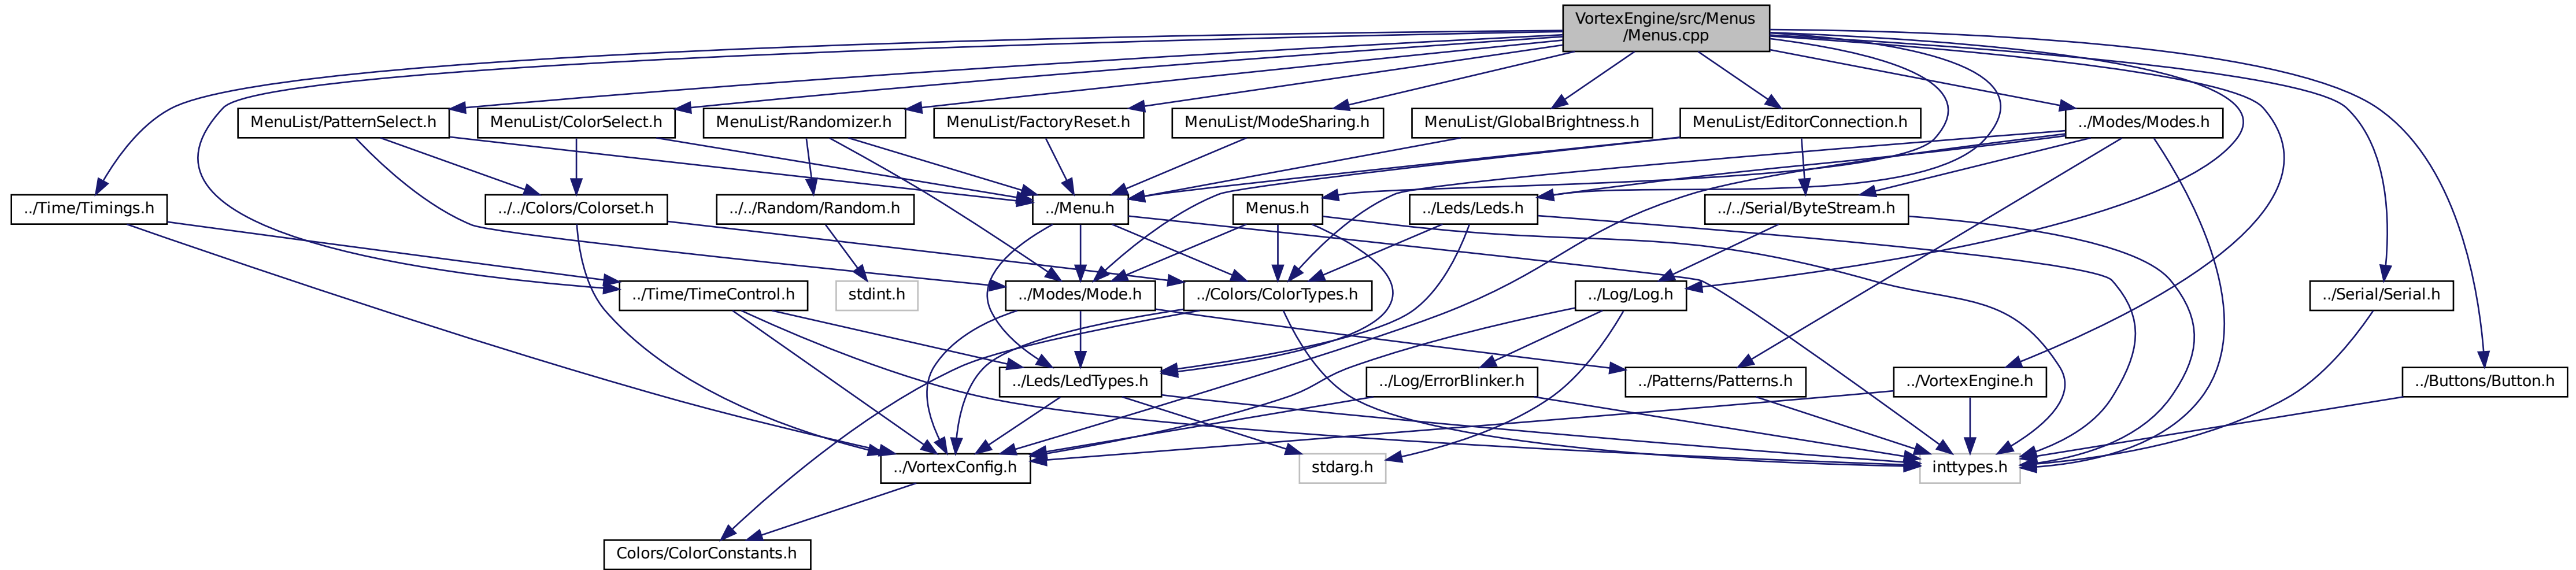 VortexEngine/src/Menus
/Menus.cpp
MenuList/PatternSelect.h
MenuList/ColorSelect.h
MenuList/Randomizer.h
MenuList/FactoryReset.h
MenuList/ModeSharing.h
MenuList/GlobalBrightness.h
MenuList/EditorConnection.h
../Modes/Modes.h
../Time/Timings.h
../../Colors/Colorset.h
../../Random/Random.h
../Menu.h
Menus.h
../Leds/Leds.h
../../Serial/ByteStream.h
../Time/TimeControl.h
stdint.h
../Modes/Mode.h
../Colors/ColorTypes.h
../Log/Log.h
../Serial/Serial.h
../Leds/LedTypes.h
../Log/ErrorBlinker.h
../Patterns/Patterns.h
../VortexEngine.h
../Buttons/Button.h
../VortexConfig.h
stdarg.h
inttypes.h
Colors/ColorConstants.h